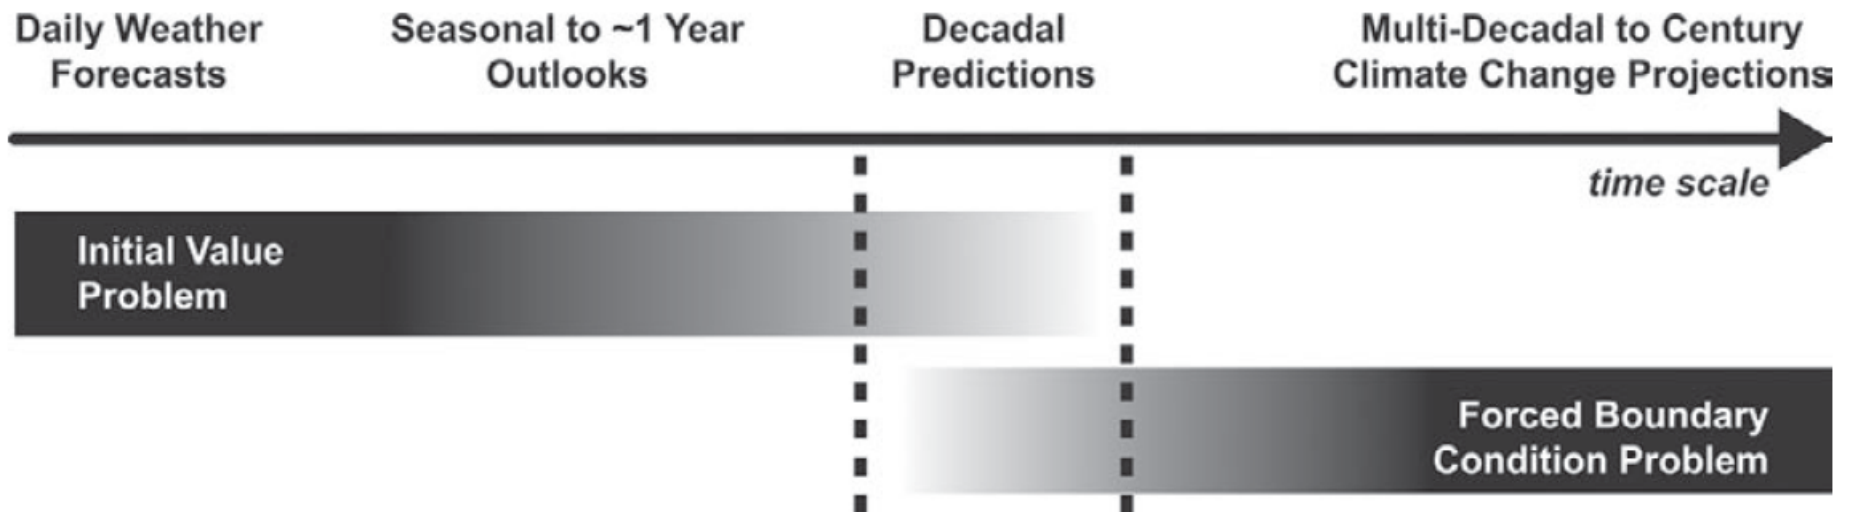 Daily Weather
Forecasts
Seasonal to ~1 Year
Outlooks
Decadal
Predictions
Multi-Decadal to Century
Climate Change Projections
time scale
Initial Value
Problem
Forced Boundary
Condition Problem